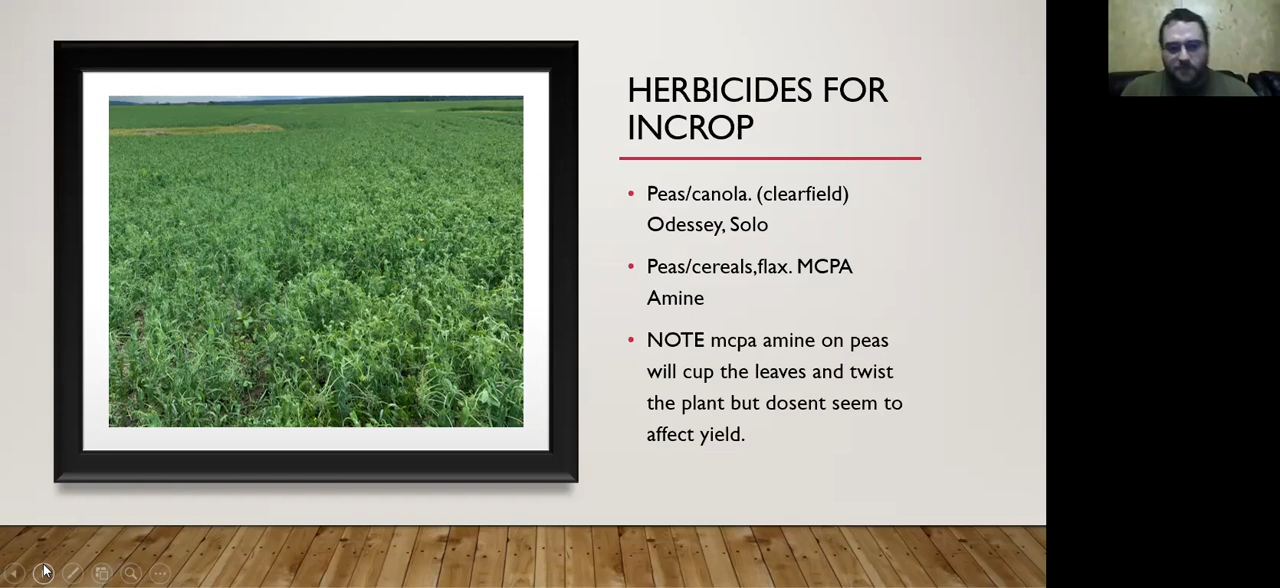 HERBICIDES FOR
INCROP
• Peas/canola. (clearfield)
Odessey, Solo
• Peas/cereals,flax. MCPA
Amine
• NOTE mcpa amine on peas
will cup the leaves and twist
the plant but dosent seem to
affect yield.